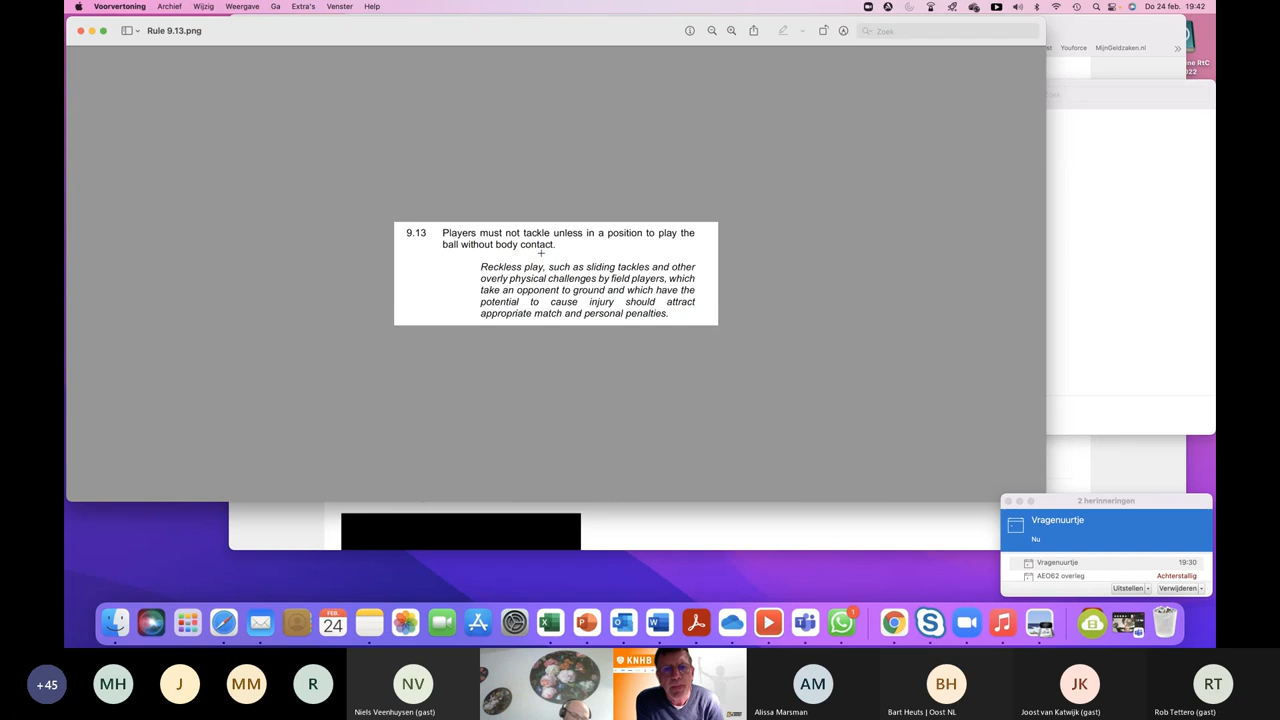 Voorvertoning Archief Wijzig Weergave Ga Extra's Venster Help
Do 24 feb. 19:42
Rule 9.13.png
Zoek
Youforce MijnGeldzaken.nl
9.13 Players must not tackle unless in a position to play the
ball without body contact.
Reckless play, such as sliding tackles and other
overly physical challenges by field players, which
take an opponent to ground and which have the
potential to cause injury should attract
appropriate match and personal penalties.
2 herinneringen
Vragenuurtje
Nu
Vragenuurtje 19:30
AEO62 overleg Achterstallig
Uitstellen Verwijderen
FEB.
24
1
+45 MH J MM R NV KNHB AM BH JK RT
Niels Veenhuysen (gast)
Alissa Marsman
Bart Heuts | Oost NL
Joost van Katwijk (gast)
Rob Tettero (gast)